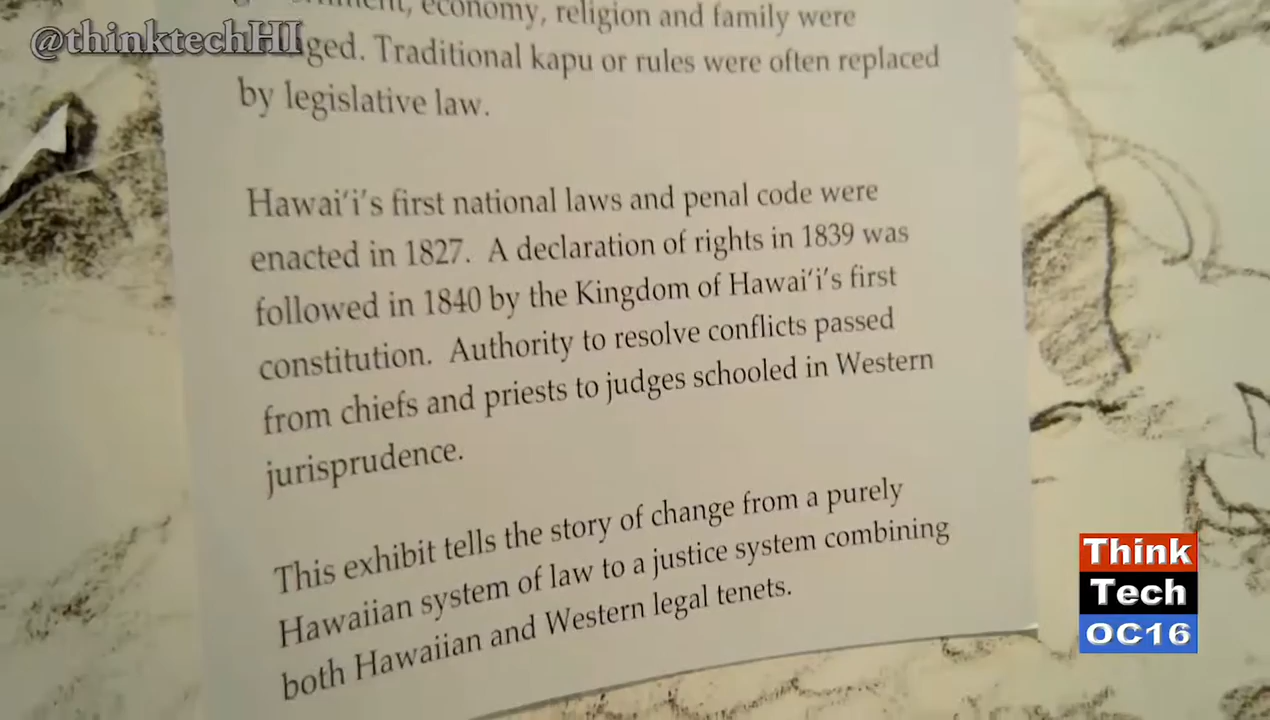 economy, religion and family were
@thinktechHI
Traditional kapu or rules were often replaced
by legislative law.
Hawai‘i’s first national laws and penal code were
enacted in 1827. A declaration of rights in 1839 was
followed in 1840 by the Kingdom of Hawai‘i’s first
constitution. Authority to resolve conflicts passed
from chiefs and priests to judges schooled in Western
jurisprudence.
This exhibit tells the story of change from a purely
Hawaiian system of law to a justice system combining
both Hawaiian and Western legal tenets.
Think
Tech
OC16